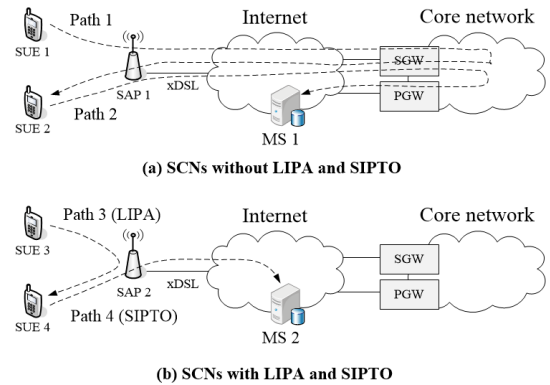 Path 1
Internet
Core network
SUE 1
SGW
SAP 1
xDSL
PGW
SUE 2
Path 2
MS 1
(a) SCNs without LIPA and SIPTO
Path 3 (LIPA)
Internet
Core network
SUE 3
SGW
SAP 2
xDSL
PGW
SUE 4
Path 4 (SIPTO)
MS 2
(b) SCNs with LIPA and SIPTO